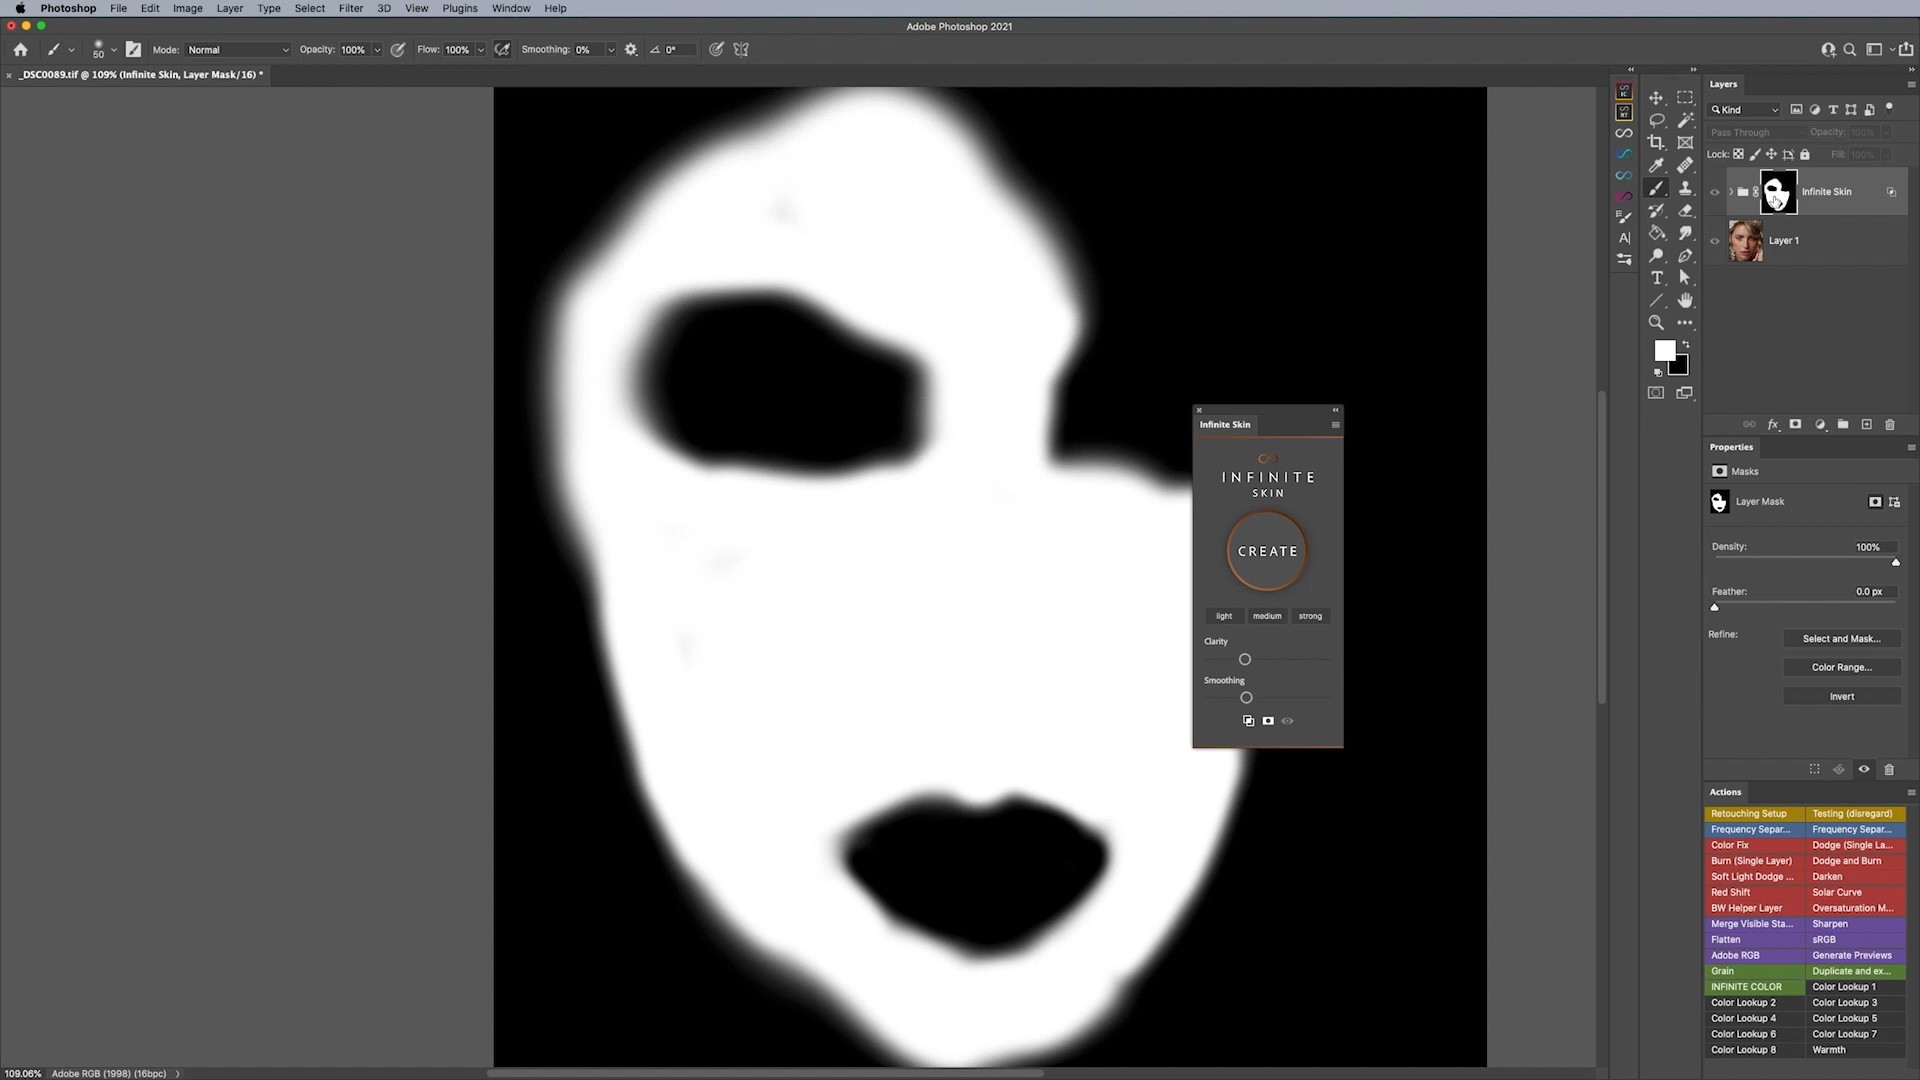 Photoshop File Edit Image Layer Type Select Filter 3D View Plugins Window Help
Adobe Photoshop 2021
50 Mode: Normal Opacity: 100% Flow: 100% Smoothing: 0% 0°
_DSC0089.tif @ 109% (Infinite Skin, Layer Mask/16) *
Layers
Kind
Pass Through Opacity: 100%
Lock: Fill: 100%
Infinite Skin
Layer 1
Infinite Skin
INFINITE
SKIN
CREATE
light medium strong
Clarity
Smoothing
Properties
Masks
Layer Mask
Density: 100%
Feather: 0.0 px
Refine: Select and Mask...
Color Range...
Invert
Actions
Retouching Setup Testing (disregard)
Frequency Separ... Frequency Separ...
Color Fix Dodge (Single La...
Burn (Single Layer) Dodge and Burn
Soft Light Dodge ... Darken
Red Shift Solar Curve
BW Helper Layer Oversaturation M...
Merge Visible Sta... Sharpen
Flatten sRGB
Adobe RGB Generate Previews
Grain Duplicate and ex...
INFINITE COLOR Color Lookup 1
Color Lookup 2 Color Lookup 3
Color Lookup 4 Color Lookup 5
Color Lookup 6 Color Lookup 7
Color Lookup 8 Warmth
109.06% Adobe RGB (1998) (16bpc)